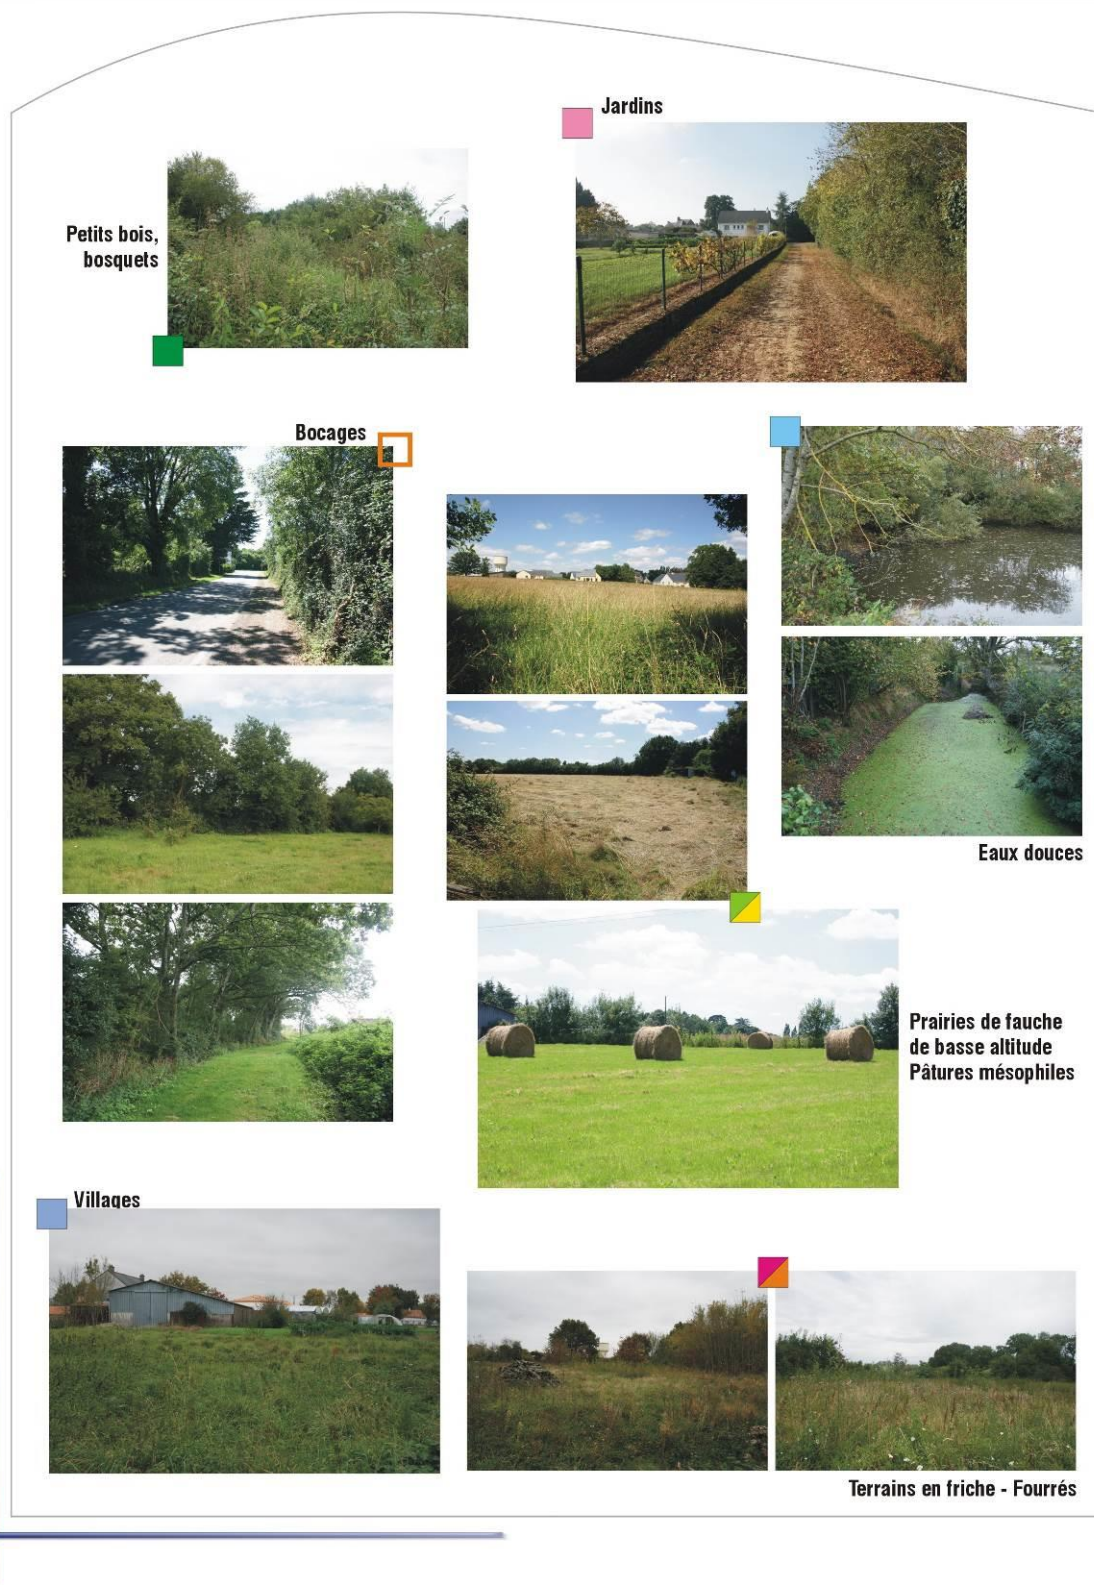 Jardins
Petits bois,
bosquets
Bocages
Eaux douces
Prairies de fauche
de basse altitude
Pâtures mésophiles
Villages
Terrains en friche - Fourrés